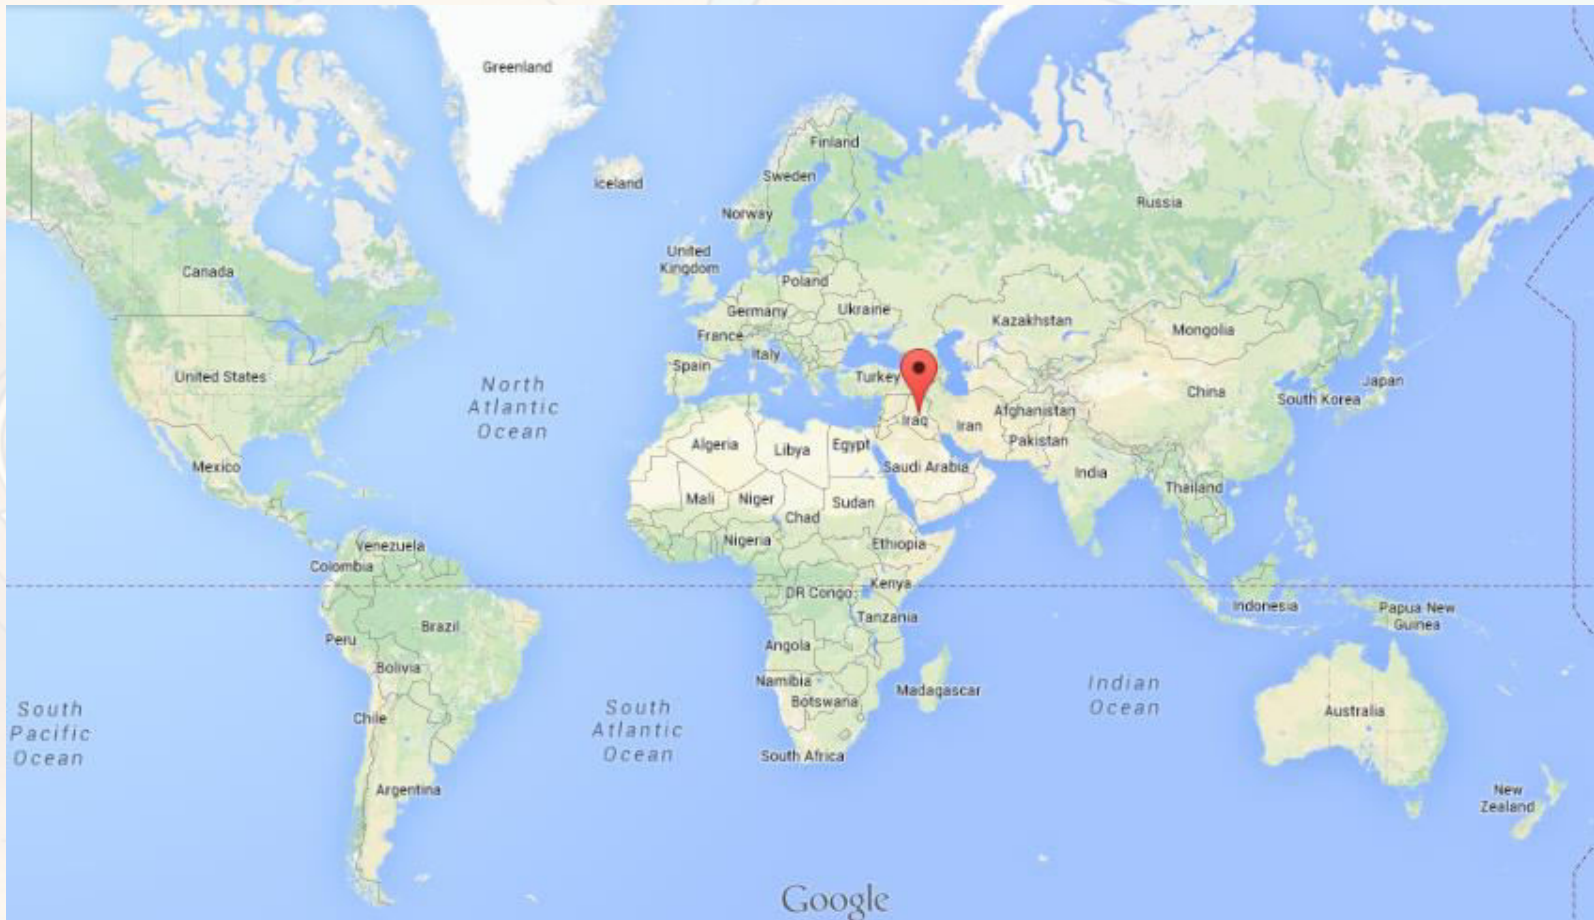 Greenland
Finland
Iceland
Sweden
Russia
Norway
United
Kingdom
Canada
Poland
Ukraine
Germany
Kazakhstan
Mongolia
France
Italy
Spain
United States
Turkey
North
Atlantic
Ocean
China
Japan
South Korea
Afghanistan
Iraq
Iran
Pakistan
Algeria
Libya
Egypt
Saudi Arabia
Mexico
India
Thailand
Mali
Niger
Chad
Sudan
Nigeria
Ethiopia
Venezuela
Colombia
Kenya
DR Congo
Indonesia
Papua New
Guinea
Tanzania
Brazil
Peru
Angola
Bolivia
Namibia
Madagascar
Botswana
Indian
Ocean
Australia
South
Pacific
Ocean
Chile
South
Atlantic
Ocean
South Africa
Argentina
New
Zealand
Google